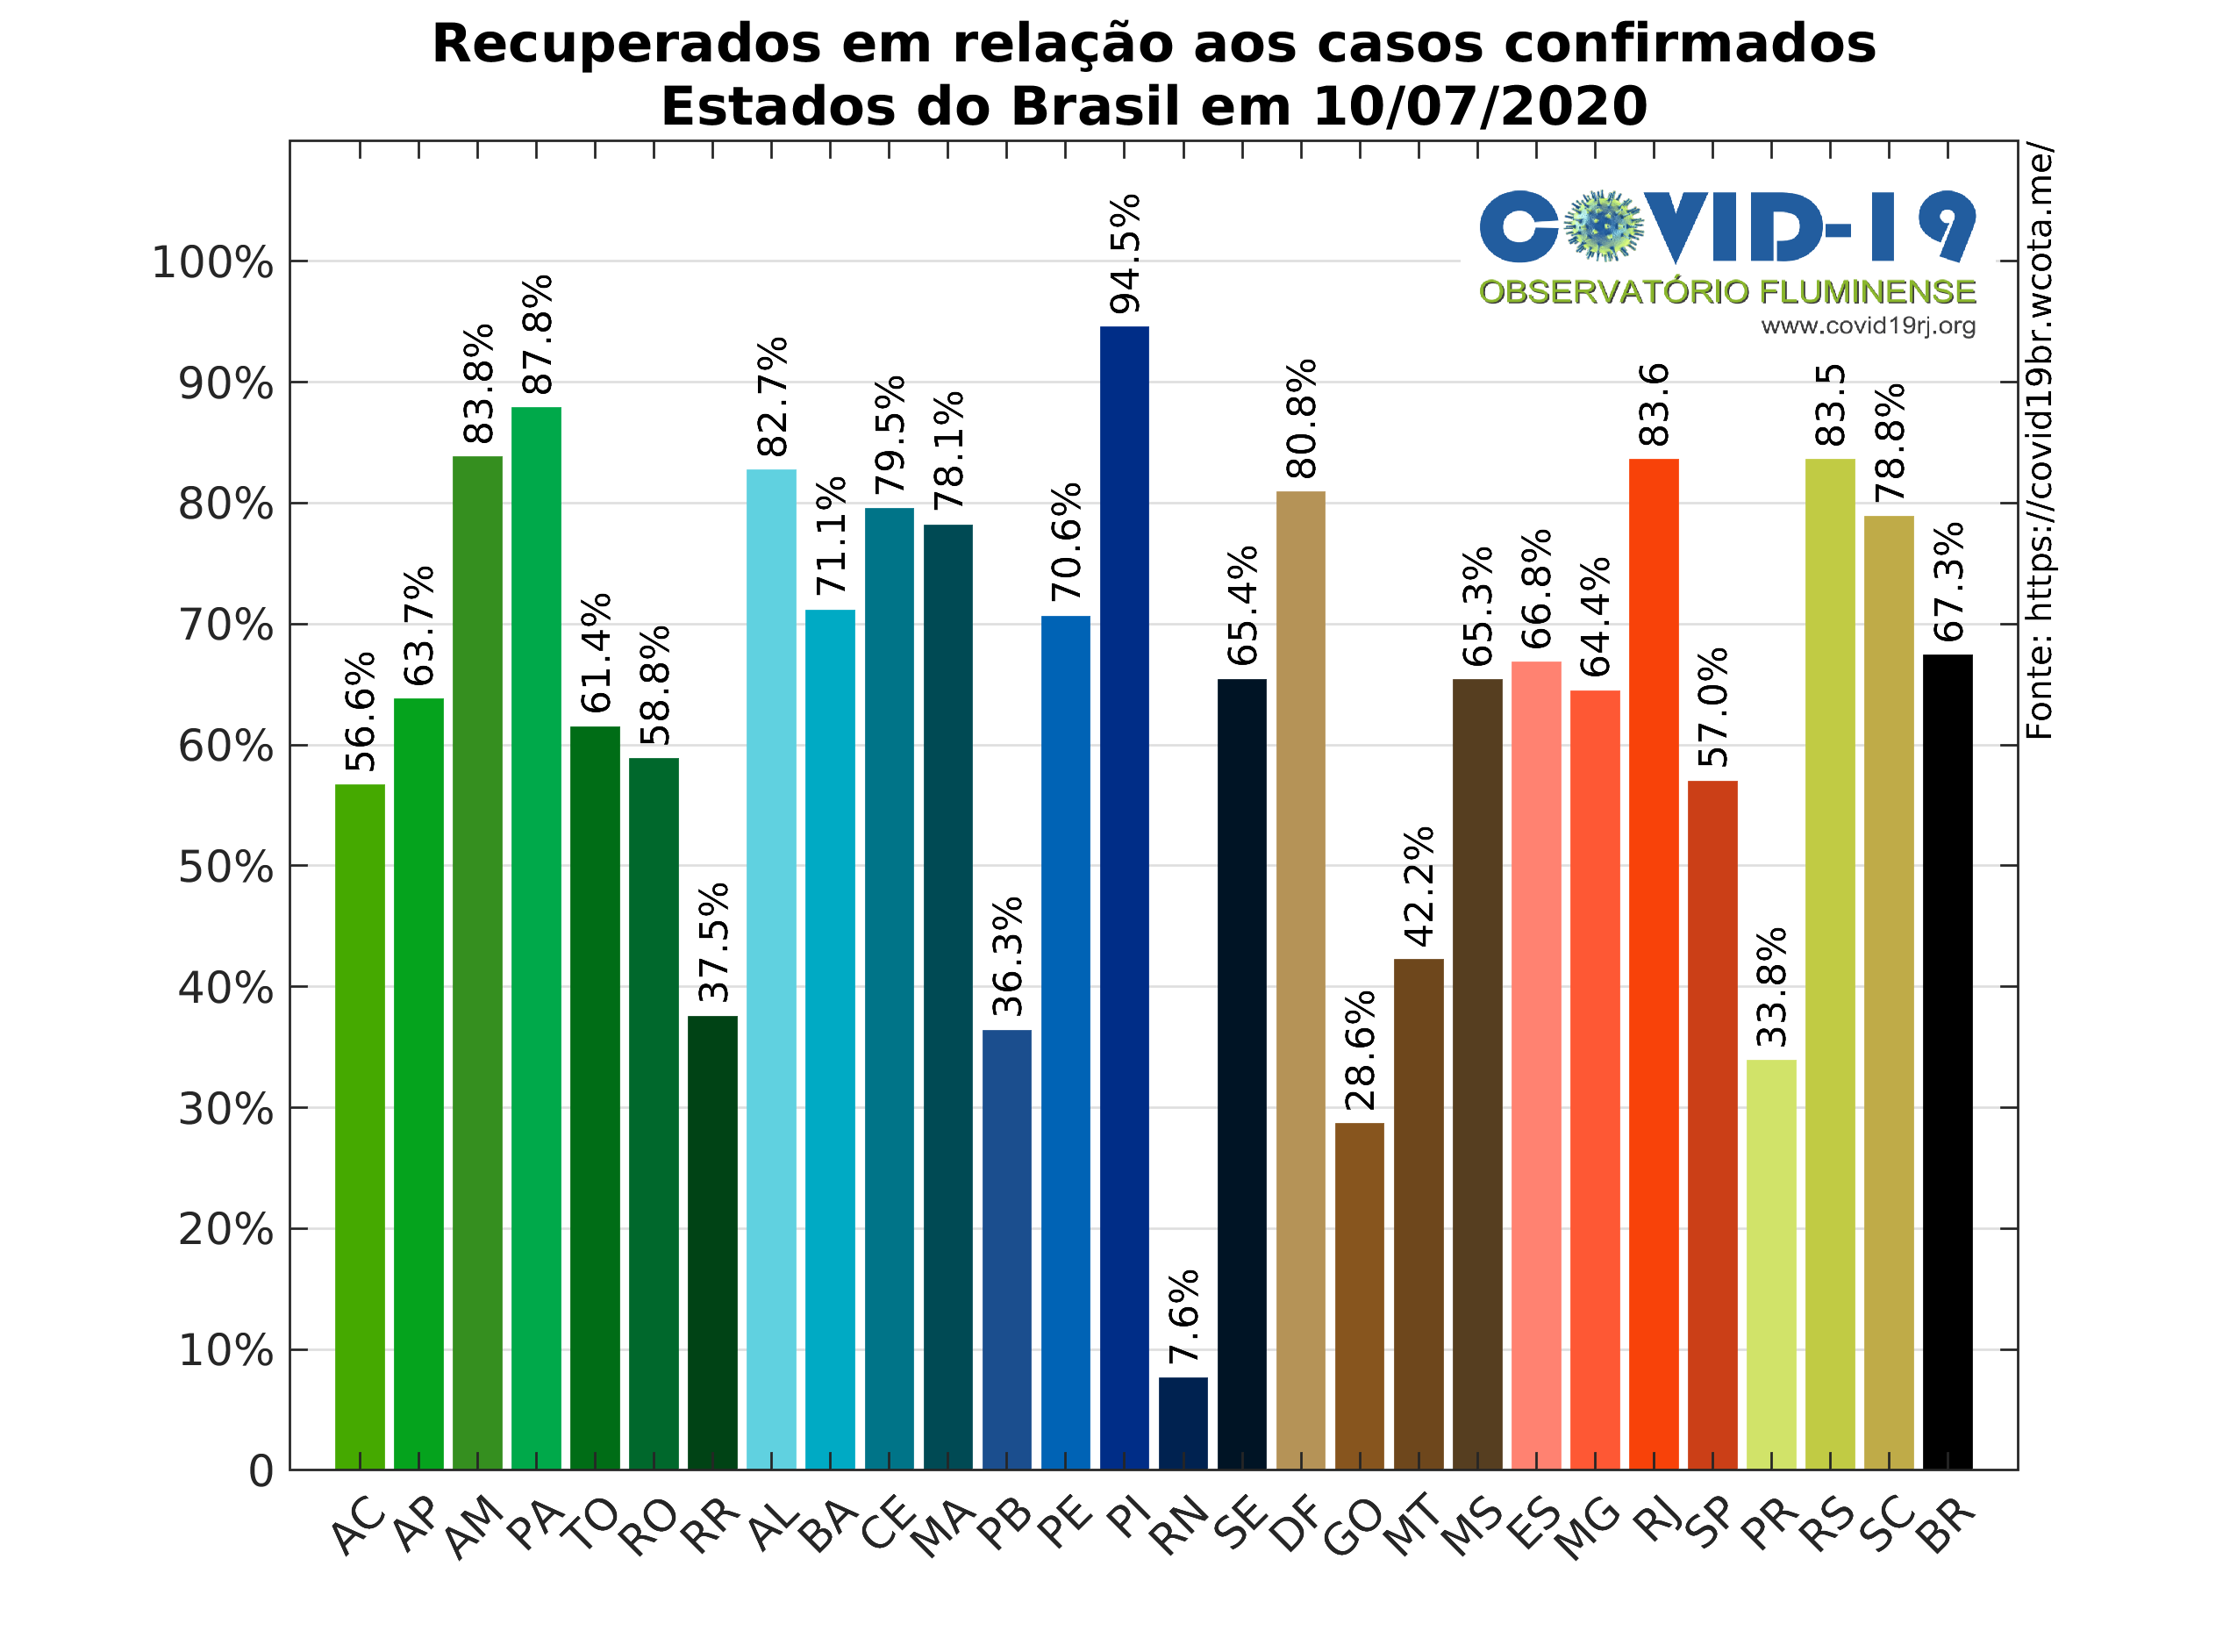 Recuperados em relação aos casos confirmados
Estados do Brasil em 10/07/2020
COVID-19
OBSERVATÓRIO FLUMINENSE
www.covid19rj.org
Fonte: https://covid19br.wcota.me/
100%
90%
80%
70%
60%
50%
40%
30%
20%
10%
0
56.6%
63.7%
83.8%
87.8%
61.4%
58.8%
37.5%
82.7%
71.1%
79.5%
78.1%
36.3%
70.6%
94.5%
7.6%
65.4%
80.8%
28.6%
42.2%
65.3%
66.8%
64.4%
83.6
57.0%
33.8%
83.5
78.8%
67.3%
AC
AP
AM
PA
TO
RO
RR
AL
BA
CE
MA
PB
PE
PI
RN
SE
DF
GO
MT
MS
ES
MG
RJ
SP
PR
RS
SC
BR